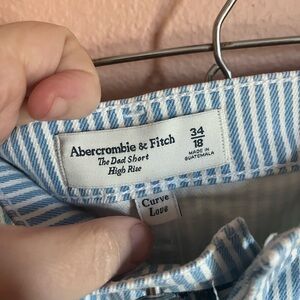 Abercrombie & Fitch
The Dad Short
High Rise
34
18
MADE IN
GUATEMALA
Curve
Love